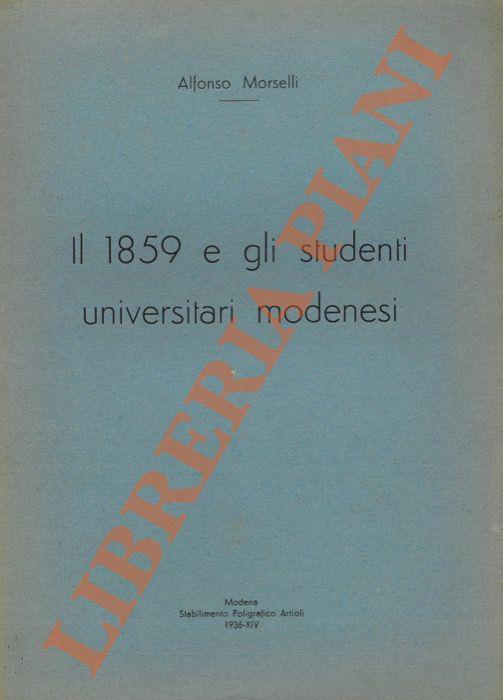 Alfonso Morselli
Il 1859 e gli studenti
universitari modenesi
LIBRERIA PIANI
Modena
Stabilimento Poligrafico Artioli
1936-XIV